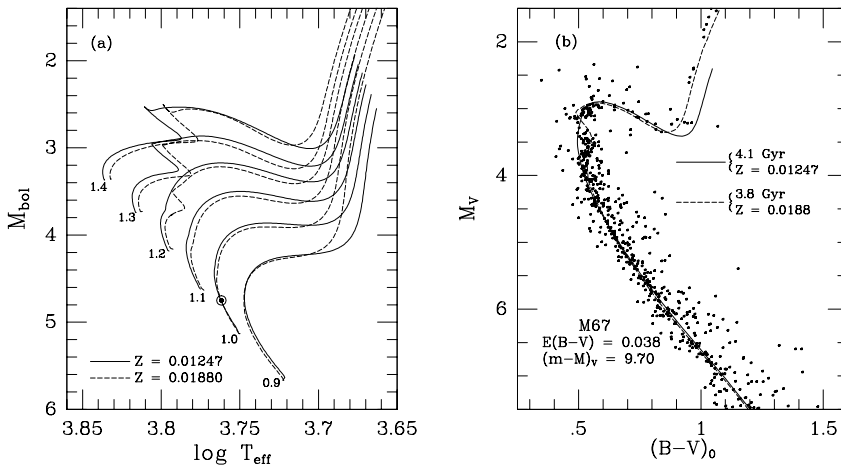 (a)
2
3
4
5
6
M_bol
1.4
1.3
1.2
1.1
1.0
0.9
Z = 0.01247
Z = 0.01880
3.85
3.8
3.75
3.7
3.65
log T_eff
(b)
2
4
6
M_V
4.1 Gyr
Z = 0.01247
3.8 Gyr
Z = 0.0188
M67
E(B−V) = 0.038
(m−M)_V = 9.70
.5
1
1.5
(B−V)_0